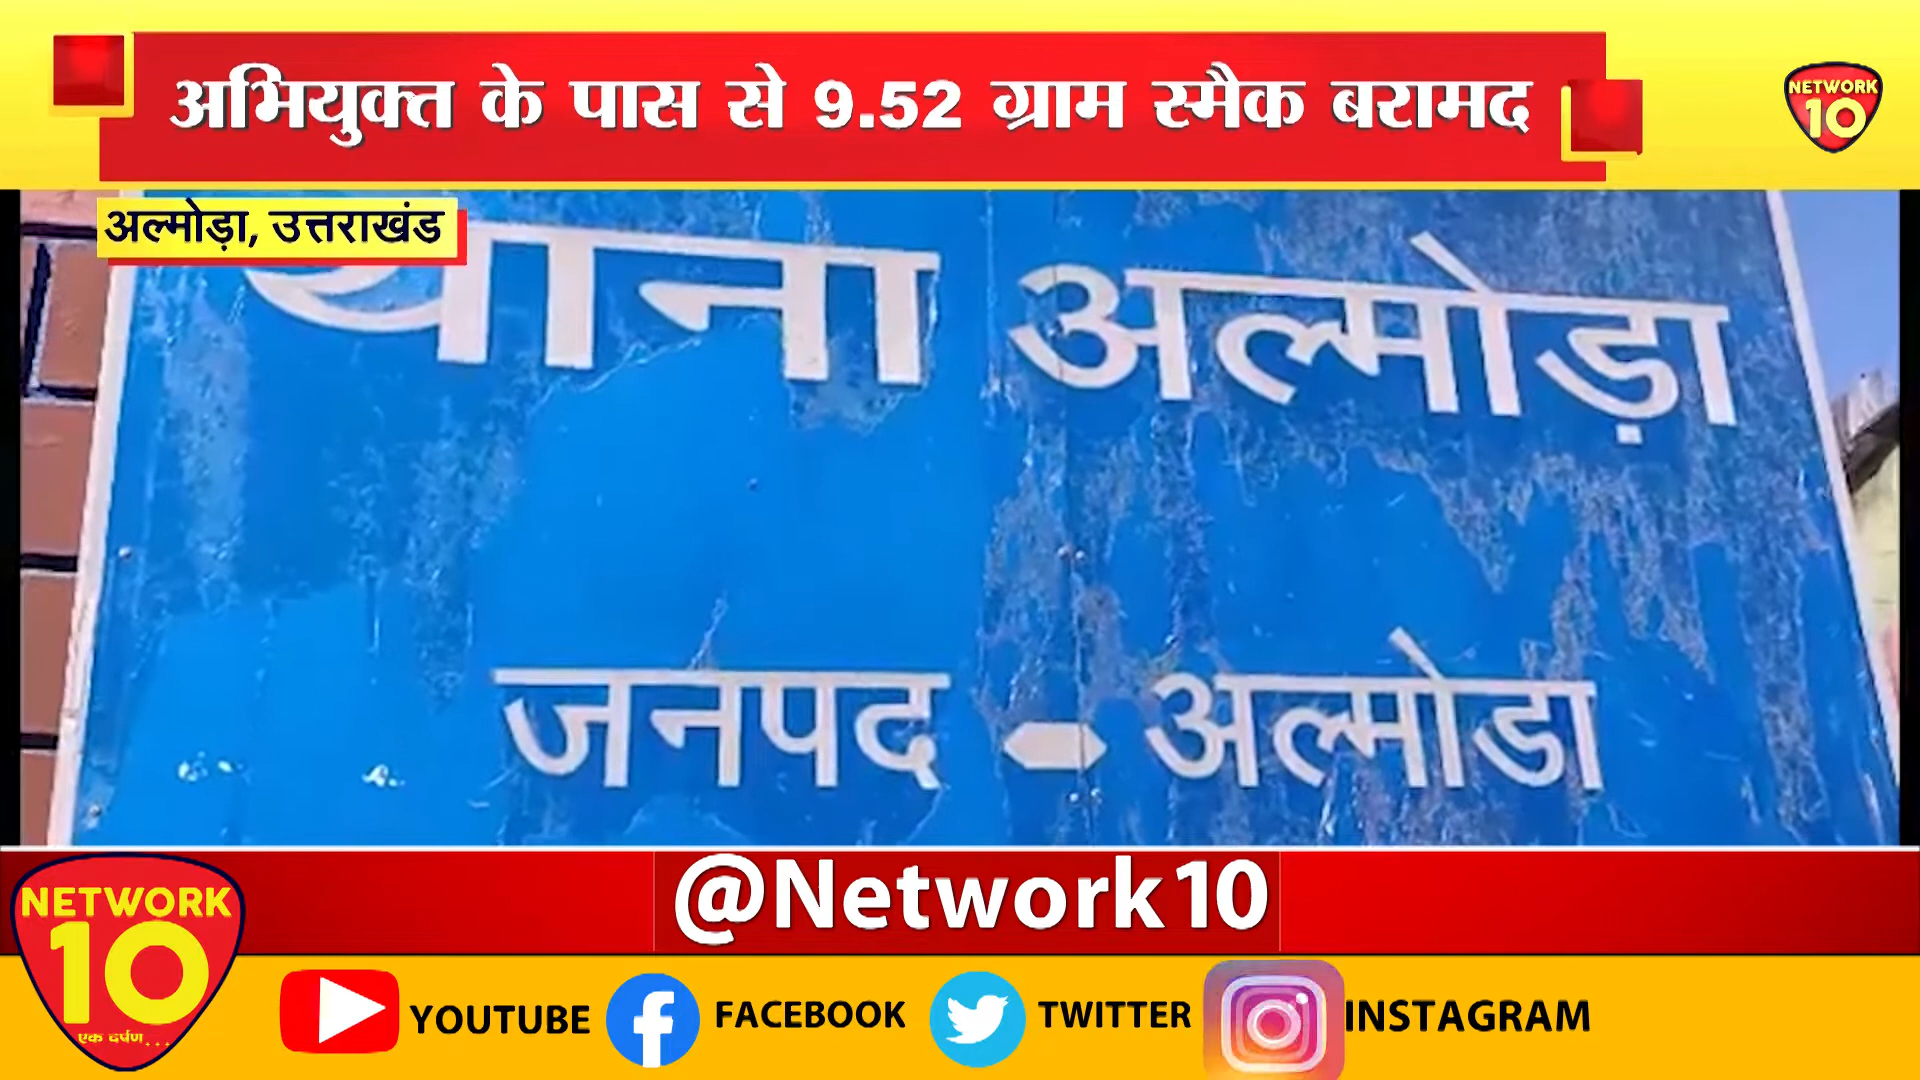 अभियुक्त के पास से 9.52 ग्राम स्मैक बरामद
NETWORK
10
अल्मोड़ा, उत्तराखंड
थाना अल्मोड़ा
जनपद - अल्मोडा
@Network10
NETWORK
10
एक दर्पण...
YOUTUBE
FACEBOOK
TWITTER
INSTAGRAM